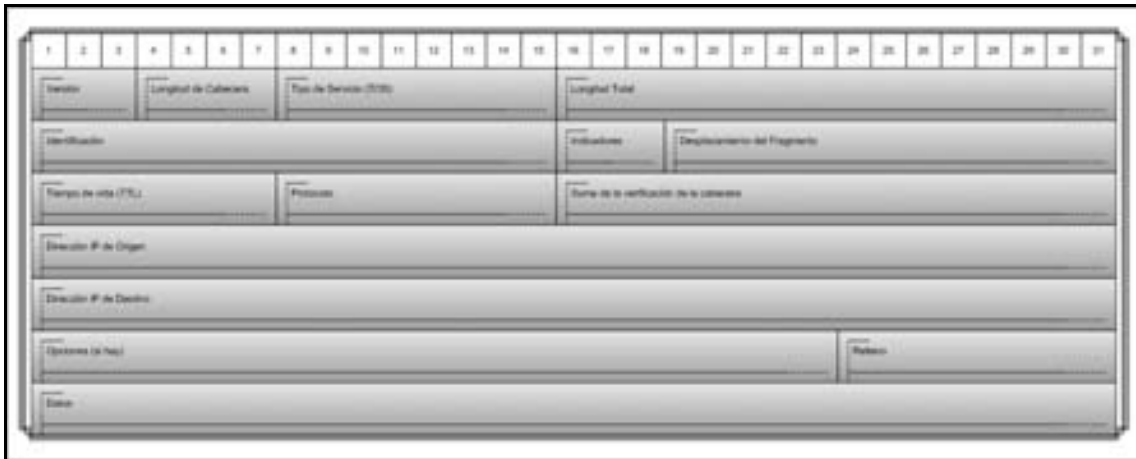 1 2 3 4 5 6 7 8 9 10 11 12 13 14 15 16 17 18 19 20 21 22 23 24 25 26 27 28 29 30 31
Versión Longitud de Cabecera Tipo de Servicio (TOS) Longitud Total
Identificación Indicadores Desplazamiento del Fragmento
Tiempo de vida (TTL) Protocolo Suma de la verificación de la cabecera
Dirección IP de Origen
Dirección IP de Destino
Opciones (si hay) Relleno
Datos